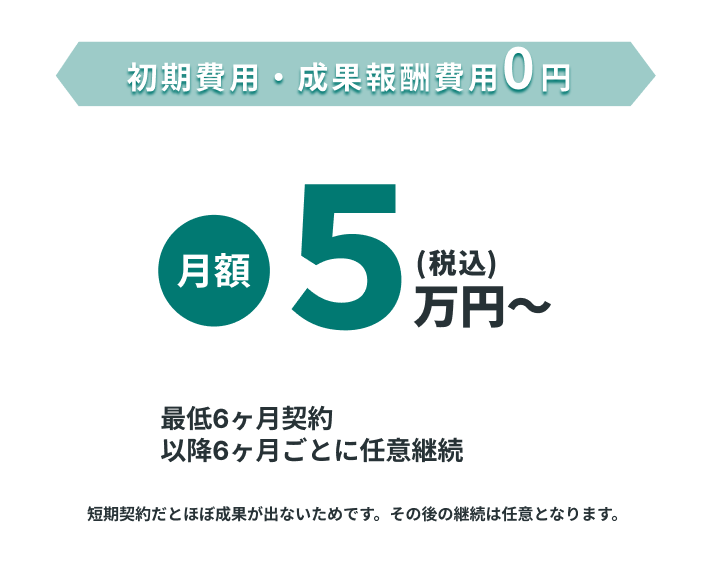 初期費用・成果報酬費用0円
月額
5
(税込)
万円～
最低6ヶ月契約
以降6ヶ月ごとに任意継続
短期契約だとほぼ成果が出ないためです。その後の継続は任意となります。